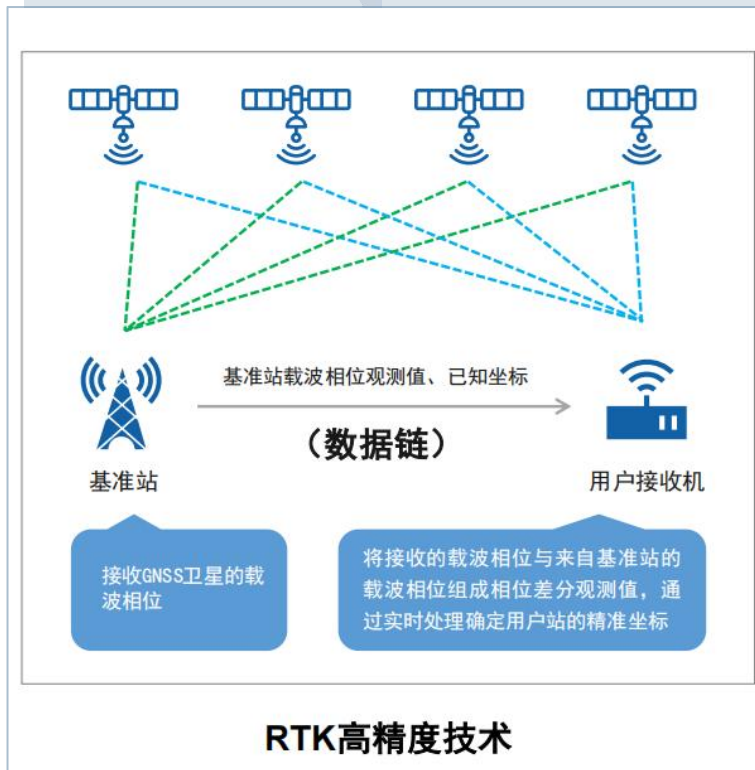 基准站载波相位观测值、已知坐标
（数据链）
基准站
用户接收机
接收GNSS卫星的载
波相位
将接收的载波相位与来自基准站的
载波相位组成相位差分观测值，通
过实时处理确定用户站的精准坐标
RTK高精度技术